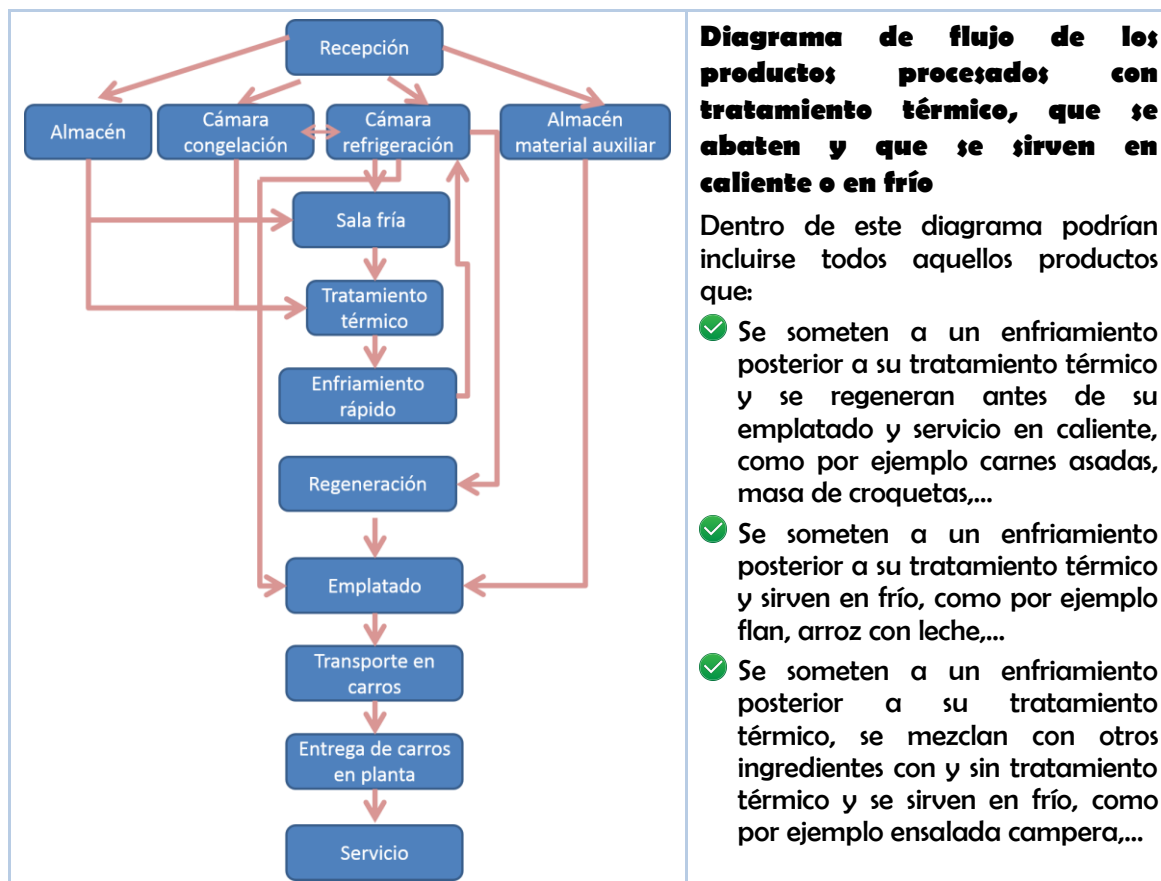 Recepción
Almacén
Cámara
congelación
Cámara
refrigeración
Almacén
material auxiliar
Sala fría
Tratamiento
térmico
Enfriamiento
rápido
Regeneración
Emplatado
Transporte en
carros
Entrega de carros
en planta
Servicio
Diagrama de flujo de los
productos procesados con
tratamiento térmico, que se
abaten y que se sirven en
caliente o en frío
Dentro de este diagrama podrían
incluirse todos aquellos productos
que:
Se someten a un enfriamiento
posterior a su tratamiento térmico
y se regeneran antes de su
emplatado y servicio en caliente,
como por ejemplo carnes asadas,
masa de croquetas,...
Se someten a un enfriamiento
posterior a su tratamiento térmico
y sirven en frío, como por ejemplo
flan, arroz con leche,...
Se someten a un enfriamiento
posterior a su tratamiento
térmico, se mezclan con otros
ingredientes con y sin tratamiento
térmico y se sirven en frío, como
por ejemplo ensalada campera,...